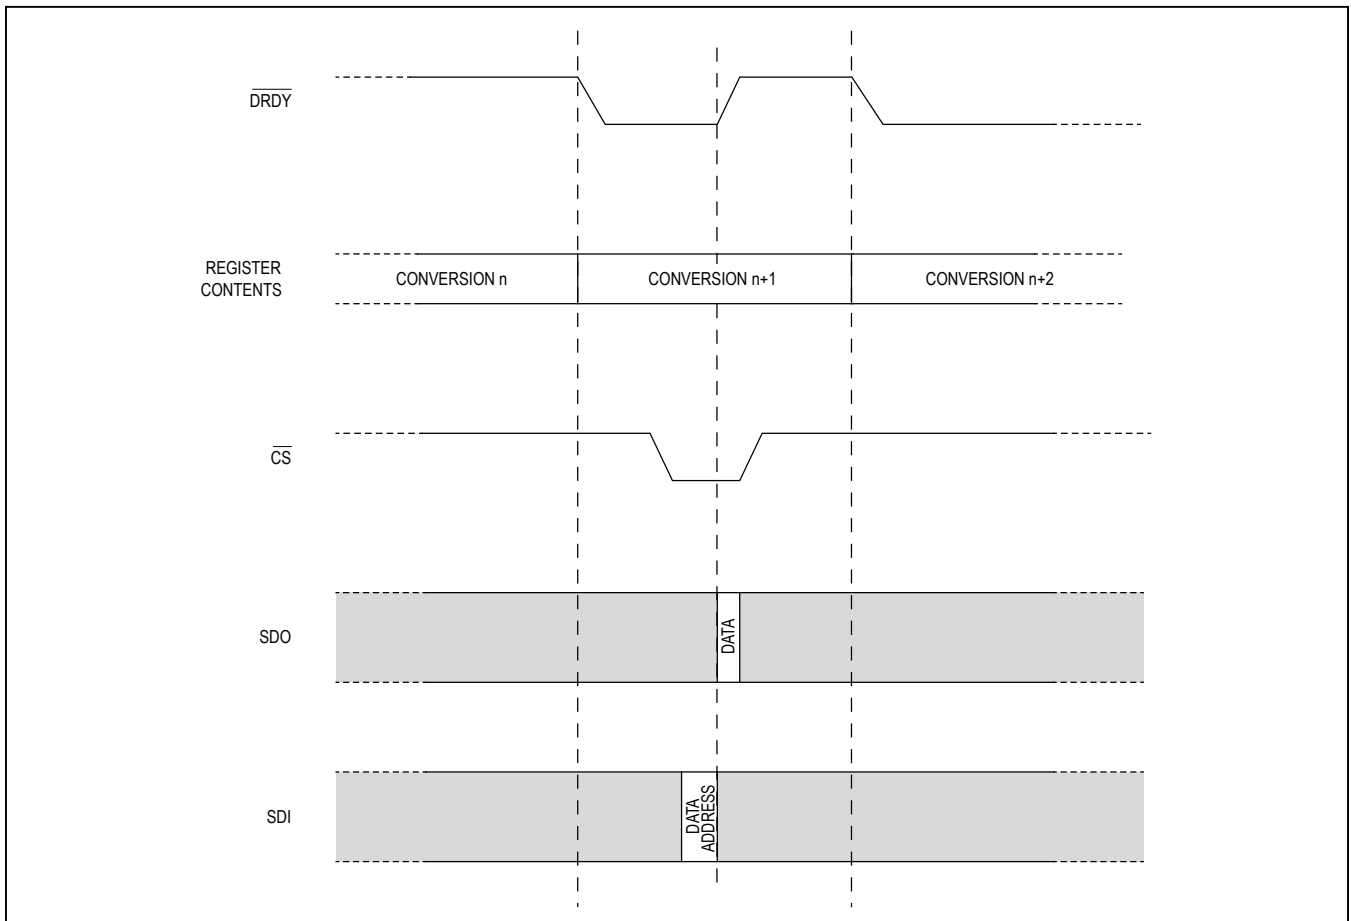 DRDY
REGISTER
CONTENTS
CONVERSION n
CONVERSION n+1
CONVERSION n+2
CS
SDO
DATA
SDI
DATA
ADDRESS